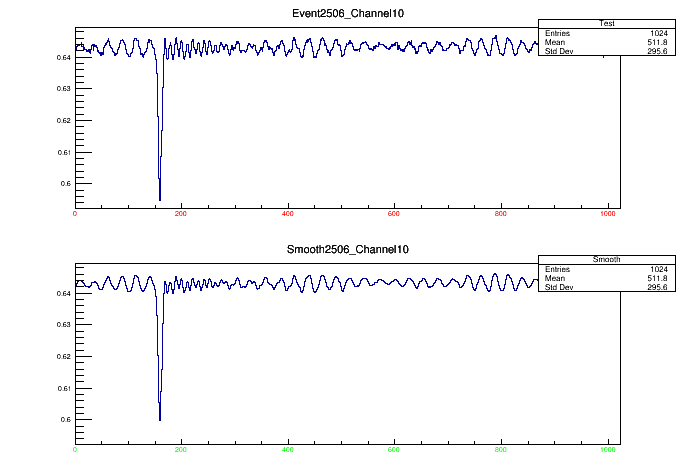 Event2506_Channel10
Test
Entries 1024
Mean 511.8
Std Dev 295.6
0.64
0.63
0.62
0.61
0.6
0 200 400 600 800 1000
Smooth2506_Channel10
Smooth
Entries 1024
Mean 511.8
Std Dev 295.6
0.64
0.63
0.62
0.61
0.6
0 200 400 600 800 1000